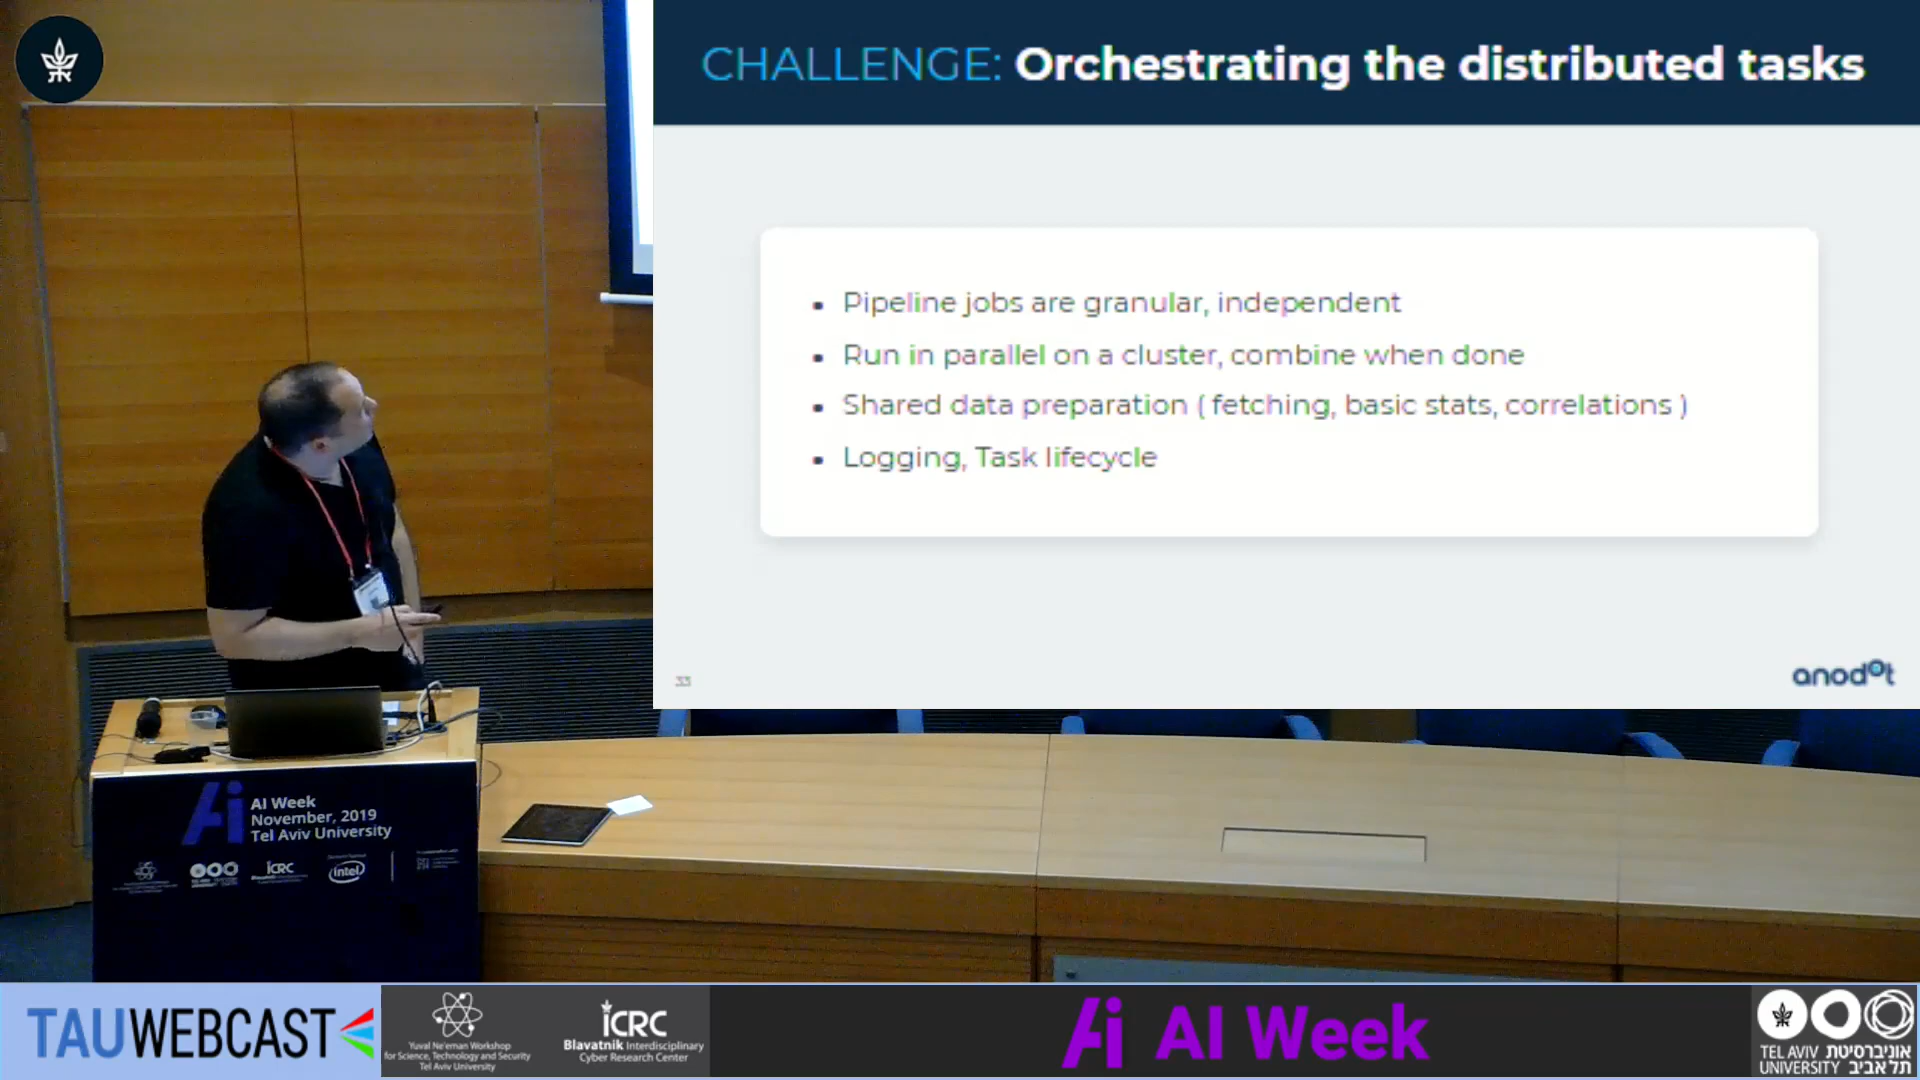 CHALLENGE: Orchestrating the distributed tasks
▪ Pipeline jobs are granular, independent
▪ Run in parallel on a cluster, combine when done
▪ Shared data preparation ( fetching, basic stats, correlations )
▪ Logging, Task lifecycle
33
anodot
Ai
AI Week
November, 2019
Tel Aviv University
ICRC
intel
TAUWEBCAST
Yuval Ne'eman Workshop
for Science, Technology and Security
Tel Aviv University
ICRC
Blavatnik Interdisciplinary
Cyber Research Center
Ai AI Week
TEL AVIV אוניברסיטת
UNIVERSITY תל אביב